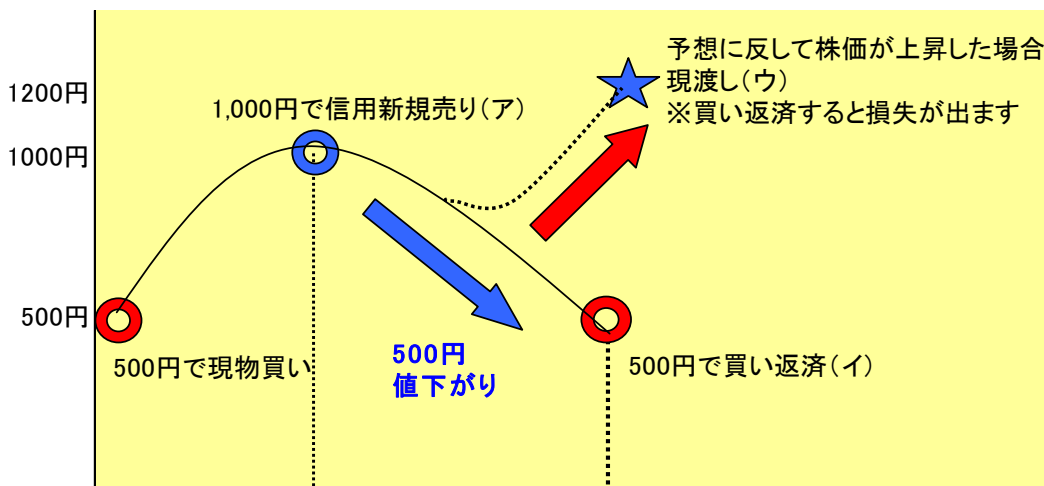 予想に反して株価が上昇した場合
現渡し(ウ)
※買い返済すると損失が出ます
1200円
1,000円で信用新規売り(ア)
1000円
500円
500円で現物買い
500円
値下がり
500円で買い返済(イ)